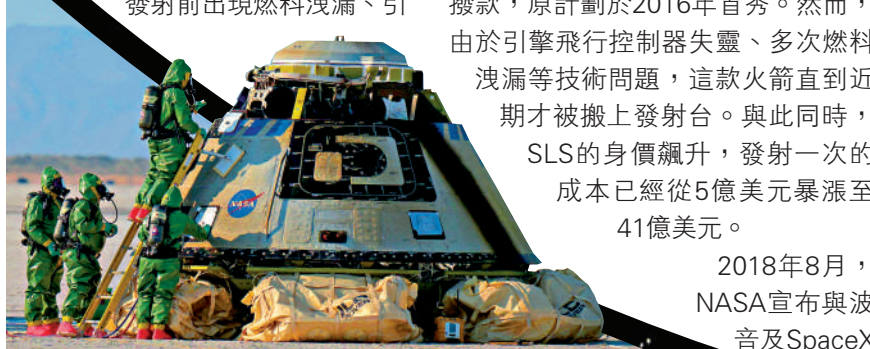 發射前出現燃料洩漏、引
撥款，原計劃於2016年首秀。然而，
由於引擎飛行控制器失靈、多次燃料
洩漏等技術問題，這款火箭直到近
期才被搬上發射台。與此同時，
SLS的身價飆升，發射一次的
成本已經從5億美元暴漲至
41億美元。
2018年8月，
NASA宣布與波
音及SpaceX
NASA